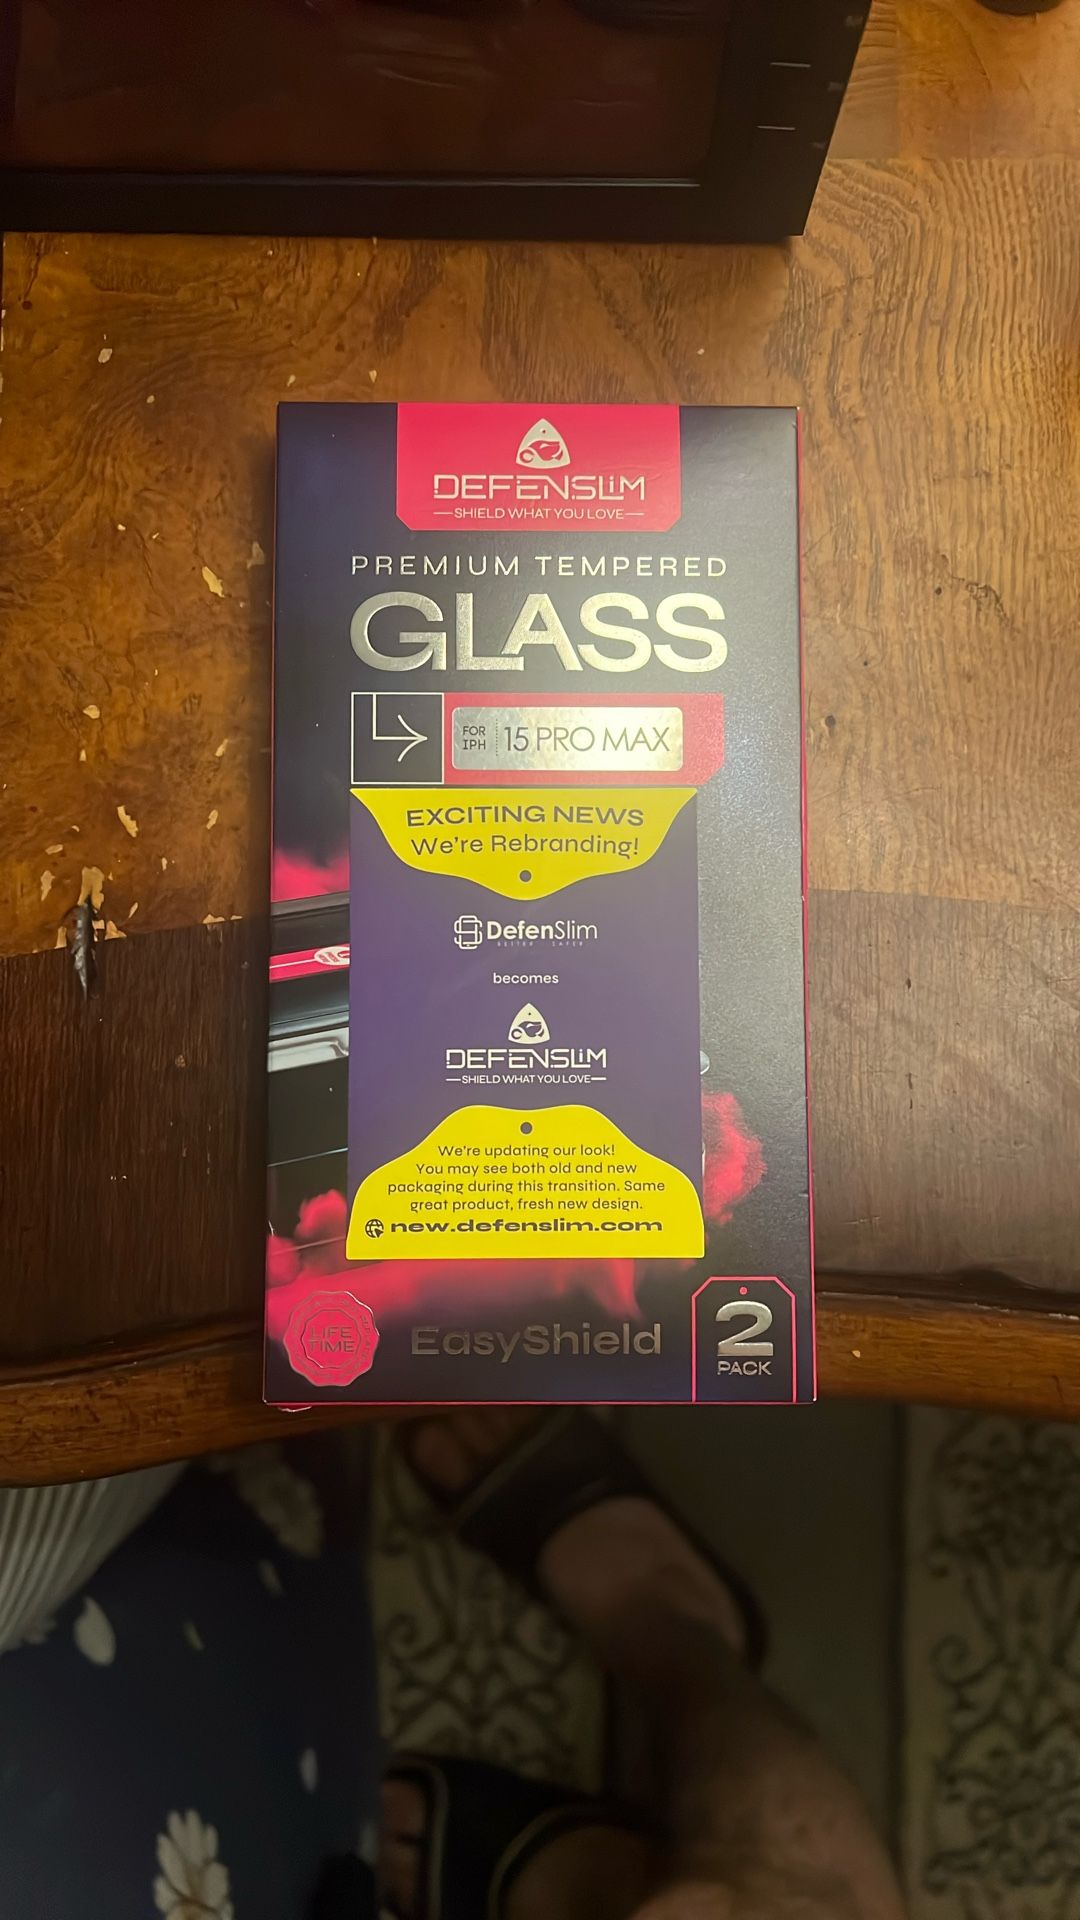 DEFENSLIM
SHIELD WHAT YOU LOVE
PREMIUM TEMPERED
GLASS
FOR
IPH
15 PRO MAX
EXCITING NEWS
We're Rebranding!
DefenSlim
BETTER SAFER
becomes
DEFENSLIM
SHIELD WHAT YOU LOVE
We're updating our look!
You may see both old and new
packaging during this transition. Same
great product, fresh new design.
new.defenslim.com
LIFE
TIME
EasyShield
2
PACK